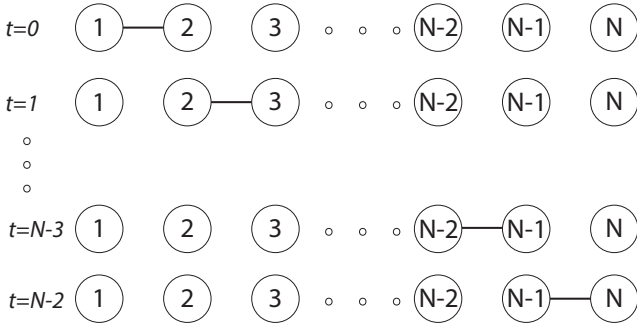 t=0 1 2 3 N-2 N-1 N
t=1 1 2 3 N-2 N-1 N
t=N-3 1 2 3 N-2 N-1 N
t=N-2 1 2 3 N-2 N-1 N